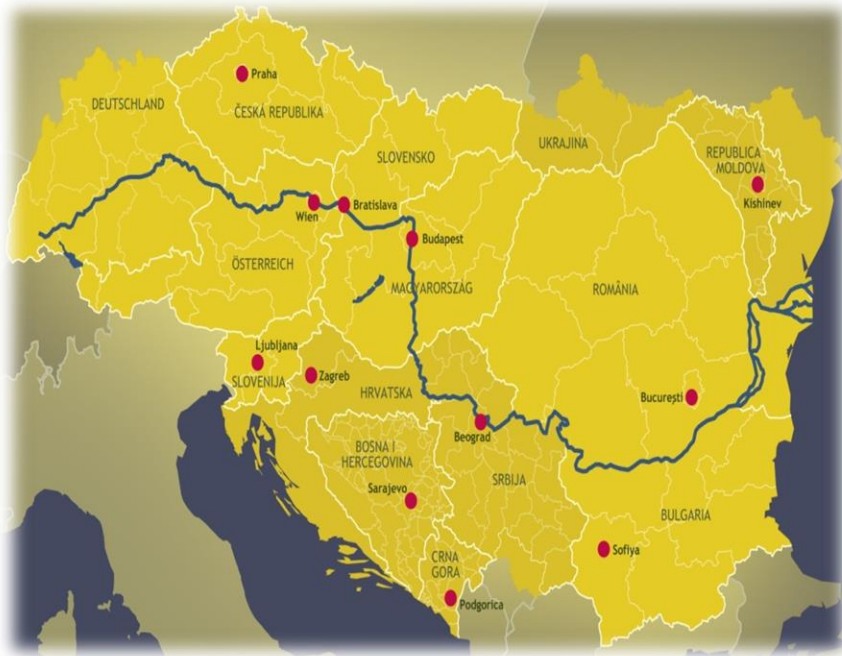 Praha
DEUTSCHLAND
ČESKÁ REPUBLIKA
UKRAJINA
SLOVENSKO
REPUBLICA
MOLDOVA
Kishinev
Wien
Bratislava
Budapest
ÖSTERREICH
MAGYARORSZÁG
ROMÂNIA
Ljubljana
SLOVENIJA
Zagreb
HRVATSKA
București
Beograd
BOSNA I
HERCEGOVINA
SRBIJA
Sarajevo
BULGARIA
Sofiya
CRNA
GORA
Podgorica